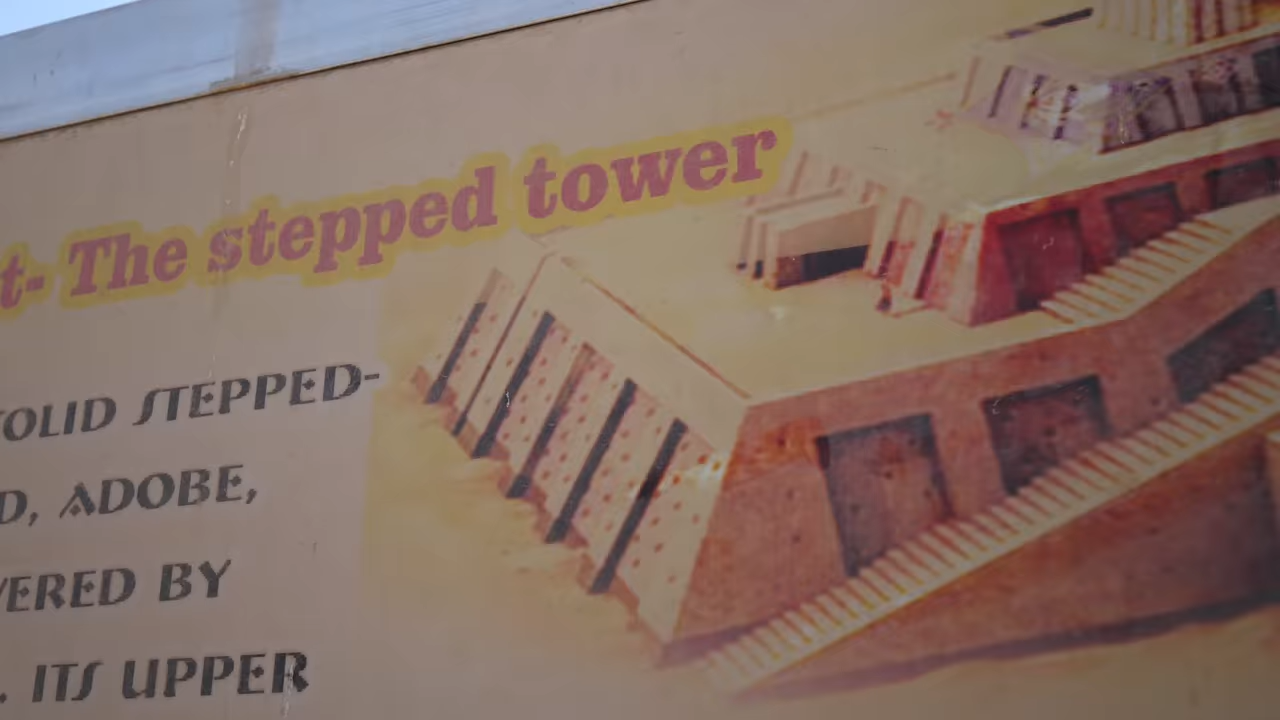 t- The stepped tower
OLID STEPPED-
D, ADOBE,
VERED BY
. ITS UPPER